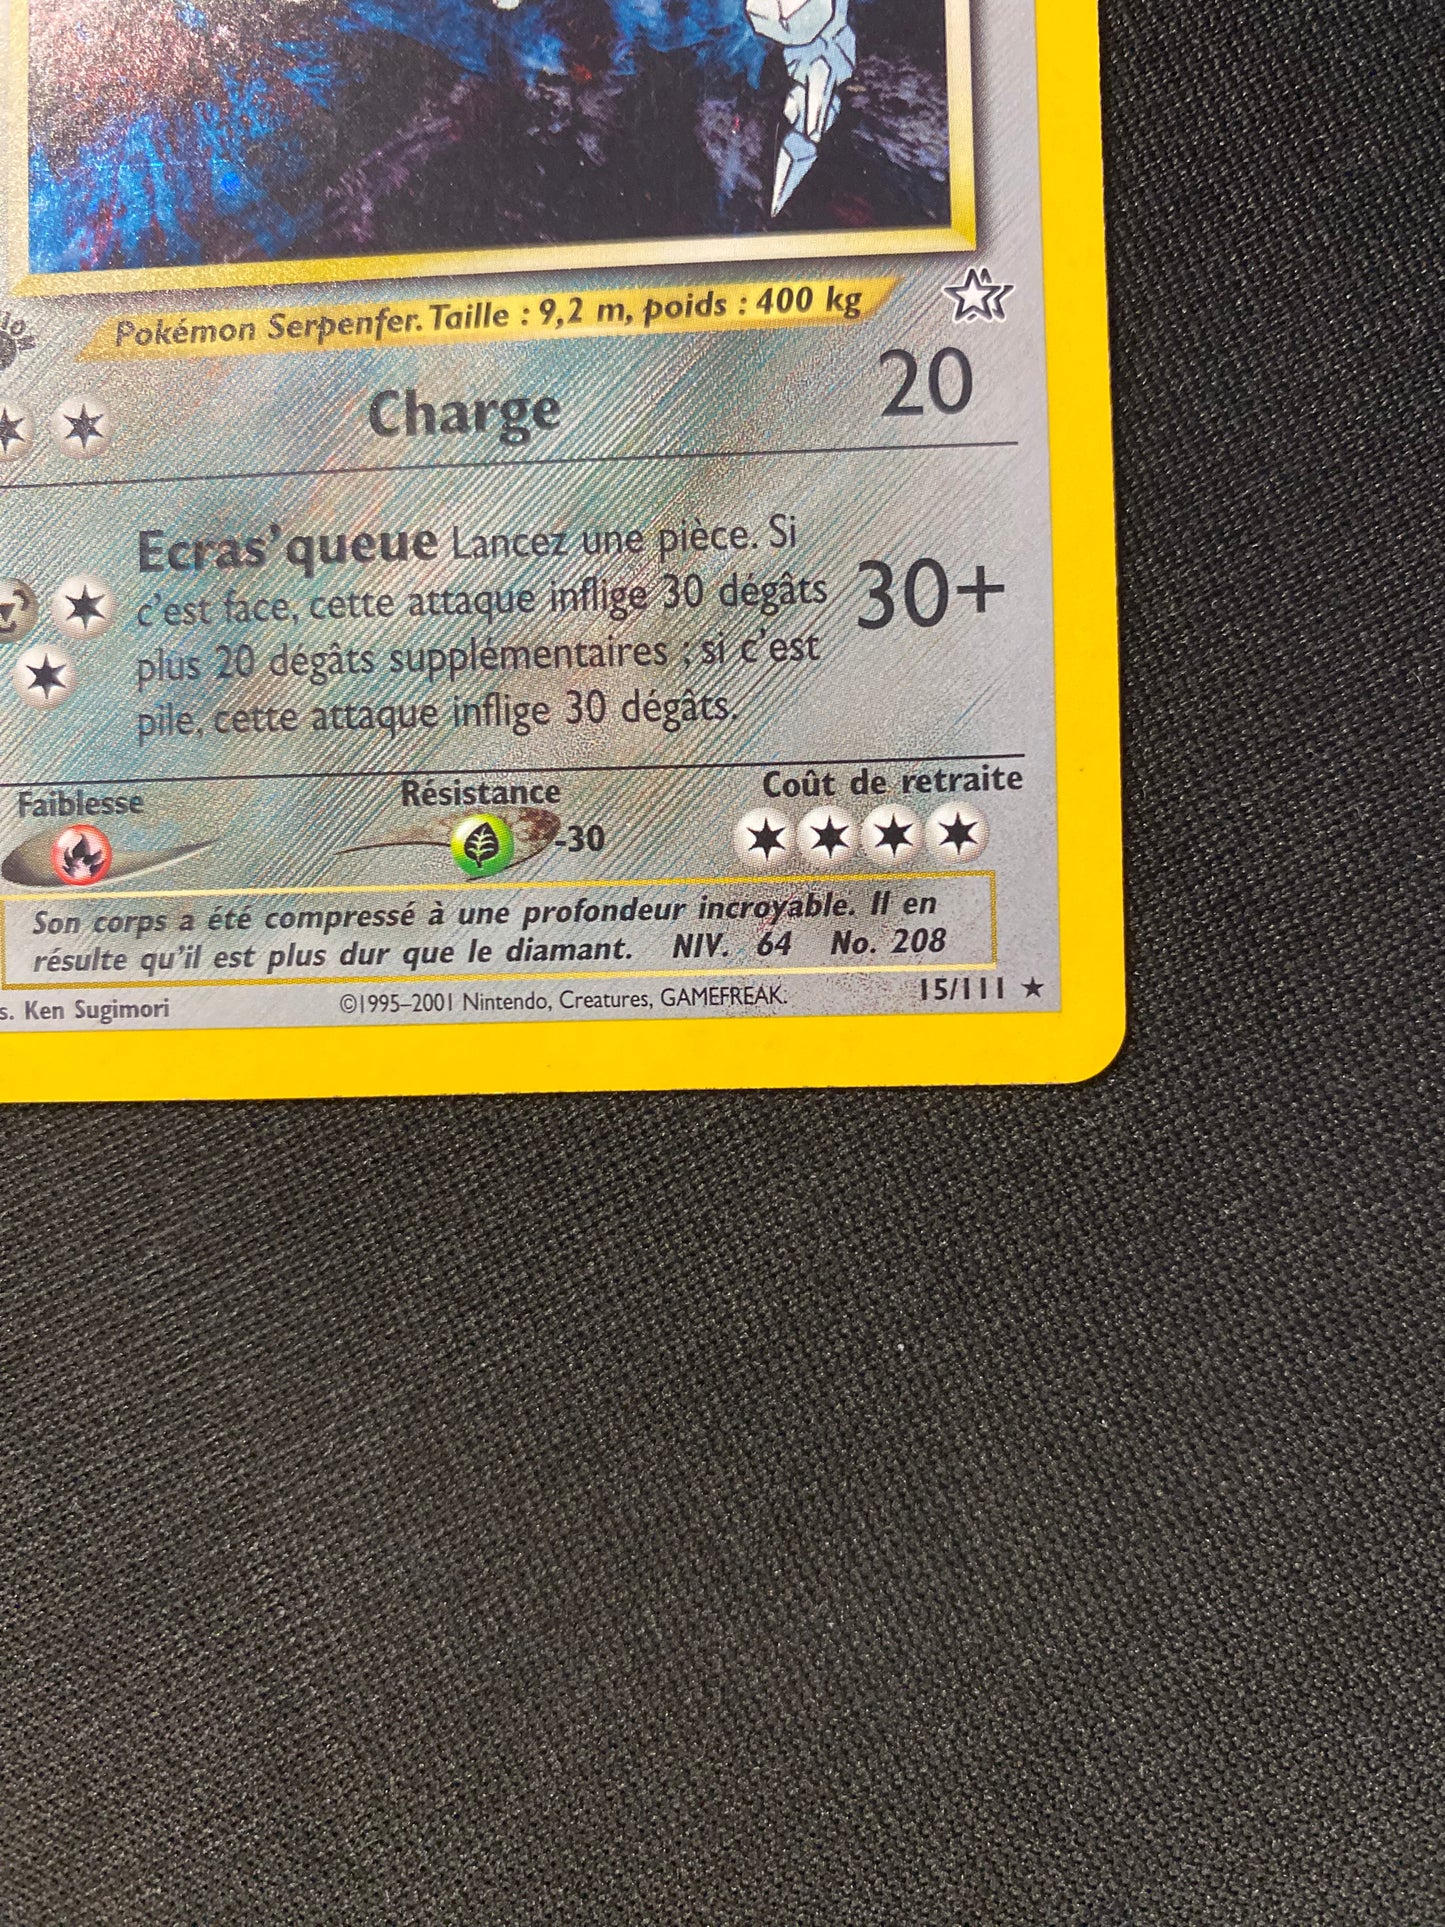 Pokémon Serpenfer. Taille : 9,2 m, poids : 400 kg
Charge 20
Ecras'queue Lancez une pièce. Si
c'est face, cette attaque inflige 30 dégâts
plus 20 dégâts supplémentaires ; si c'est
pile, cette attaque inflige 30 dégâts.
30+
Faiblesse Résistance Coût de retraite
-30
Son corps a été compressé à une profondeur incroyable. Il en
résulte qu'il est plus dur que le diamant. NIV. 64 No. 208
s. Ken Sugimori ©1995–2001 Nintendo, Creatures, GAMEFREAK. 15/111 ★